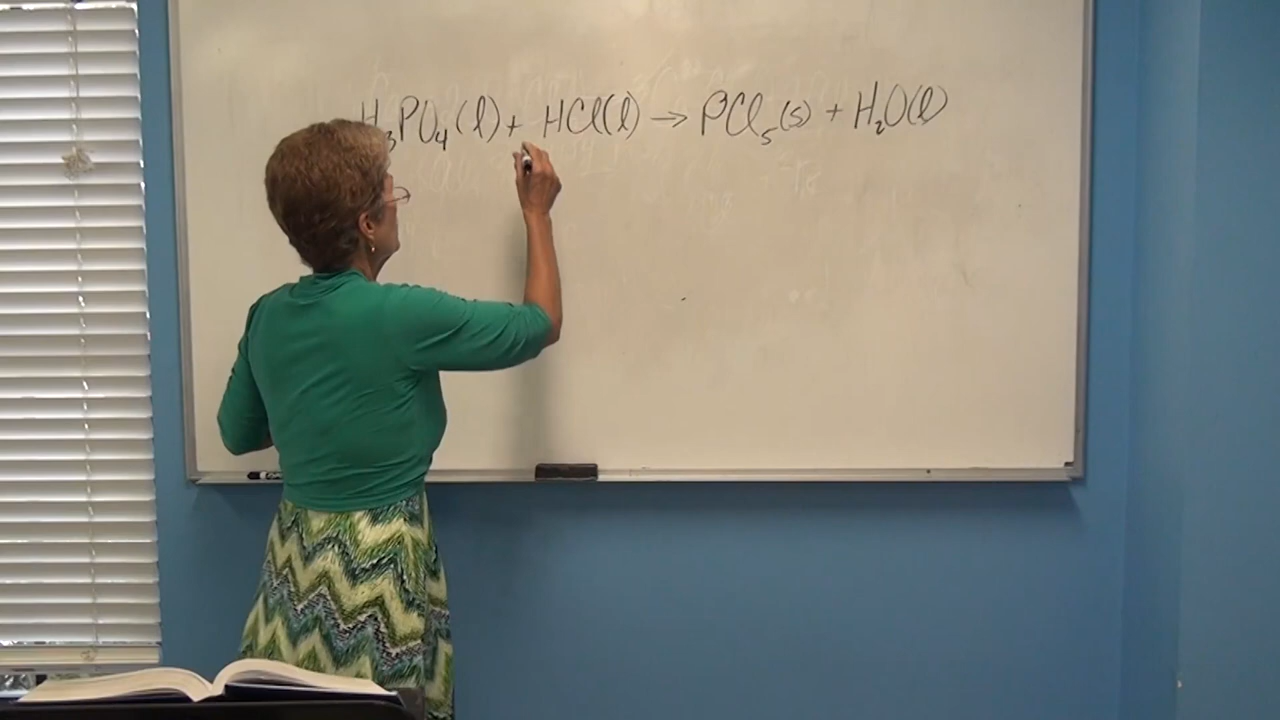 H₃PO₄(l) + HCl(l) → PCl₅(s) + H₂O(l)